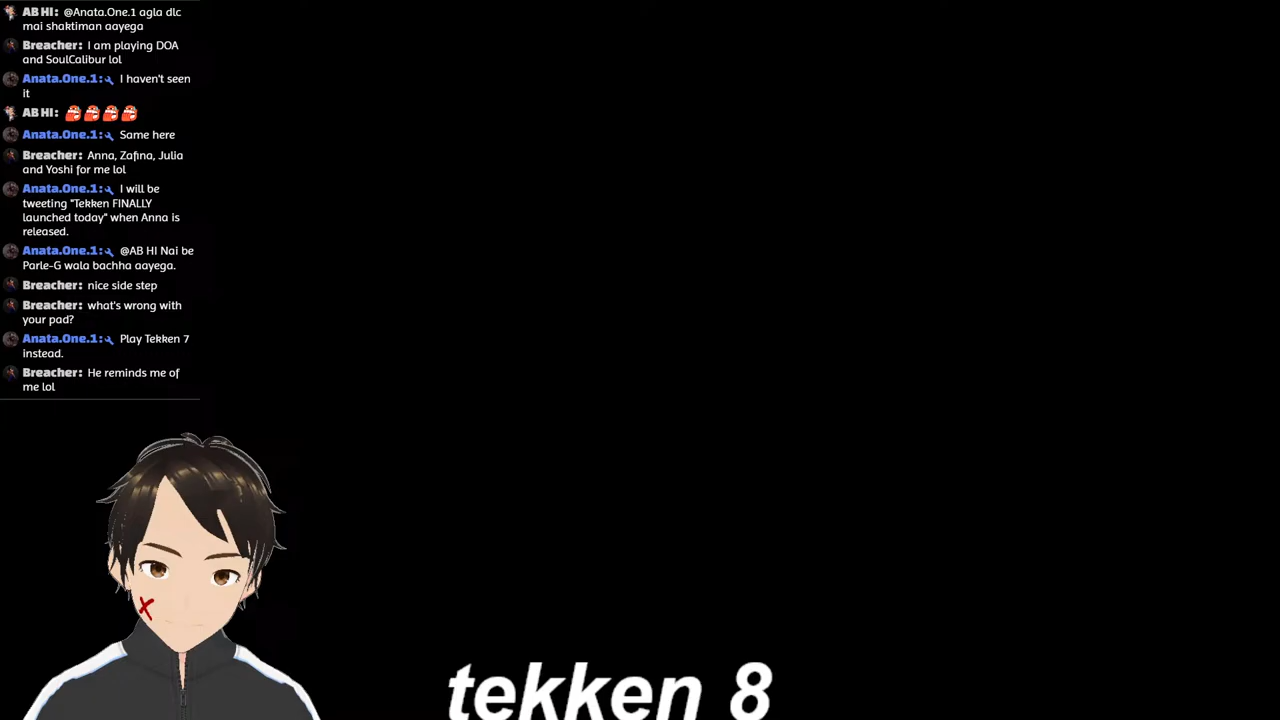 AB HI: @Anata.One.1 agla dlc
mai shaktiman aayega
Breacher: I am playing DOA
and SoulCalibur lol
Anata.One.1: I haven't seen
it
AB HI:
Anata.One.1: Same here
Breacher: Anna, Zafina, Julia
and Yoshi for me lol
Anata.One.1: I will be
tweeting "Tekken FINALLY
launched today" when Anna is
released.
Anata.One.1: @AB HI Nai be
Parle-G wala bachha aayega.
Breacher: nice side step
Breacher: what's wrong with
your pad?
Anata.One.1: Play Tekken 7
instead.
Breacher: He reminds me of
me lol
tekken 8